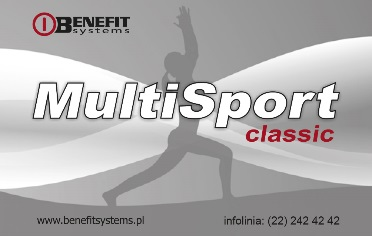 BENEFIT
systems
MultiSport
classic
www.benefitsystems.pl infolinia: (22) 242 42 42